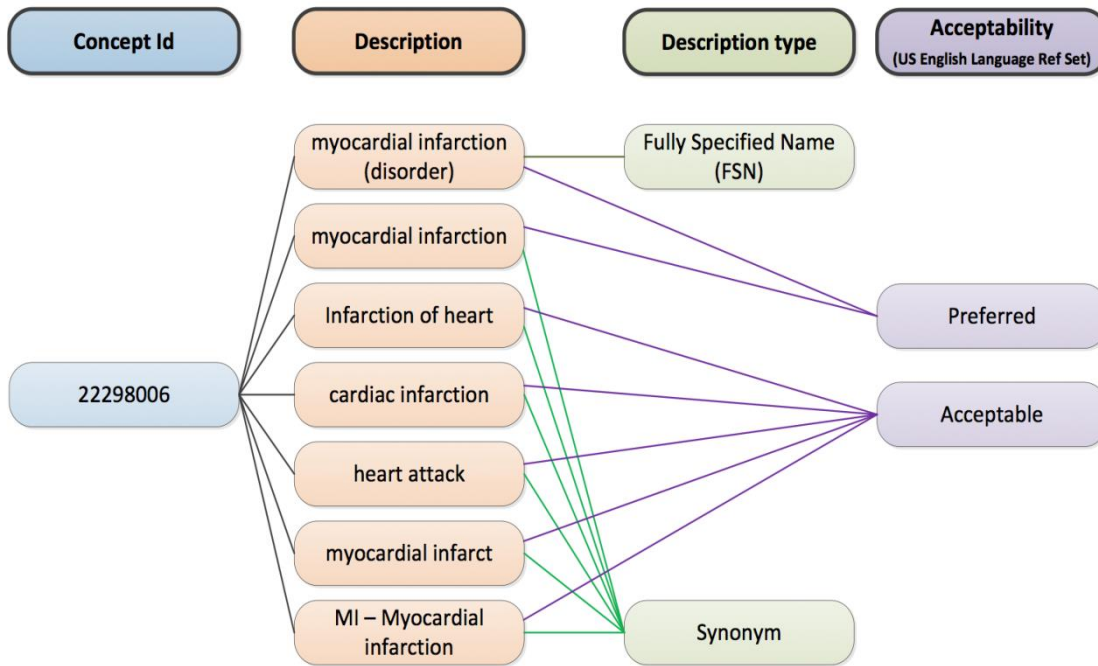 Concept Id
Description
Description type
Acceptability
(US English Language Ref Set)
myocardial infarction
(disorder)
Fully Specified Name
(FSN)
myocardial infarction
Infarction of heart
Preferred
22298006
cardiac infarction
Acceptable
heart attack
myocardial infarct
MI – Myocardial
infarction
Synonym